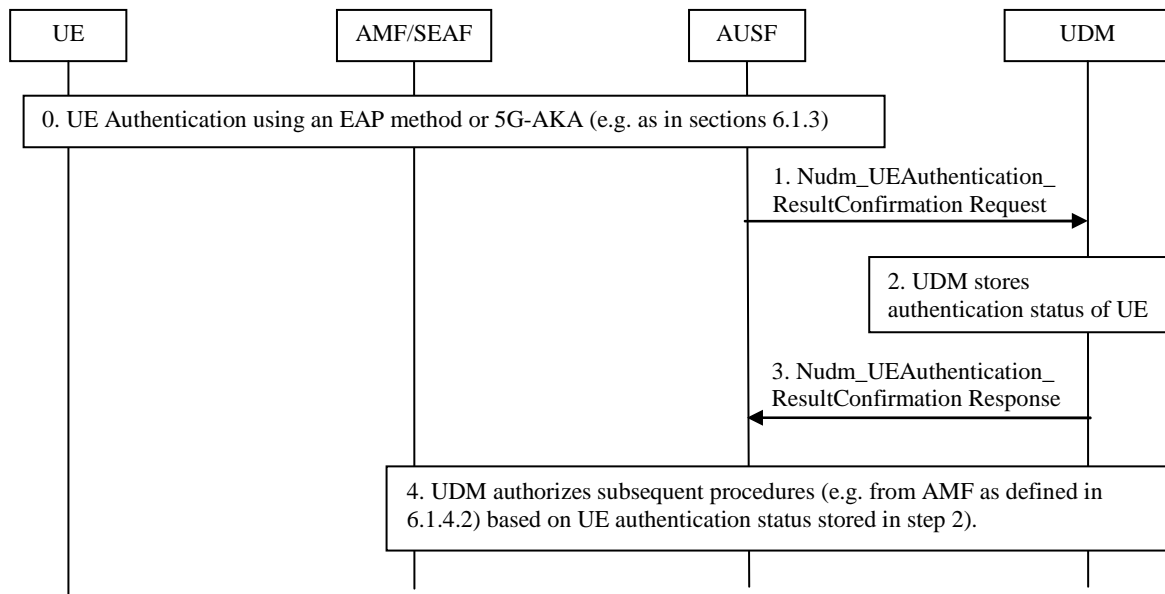 UE
AMF/SEAF
AUSF
UDM
0. UE Authentication using an EAP method or 5G-AKA (e.g. as in sections 6.1.3)
1. Nudm_UEAuthentication_
ResultConfirmation Request
2. UDM stores
authentication status of UE
3. Nudm_UEAuthentication_
ResultConfirmation Response
4. UDM authorizes subsequent procedures (e.g. from AMF as defined in
6.1.4.2) based on UE authentication status stored in step 2).